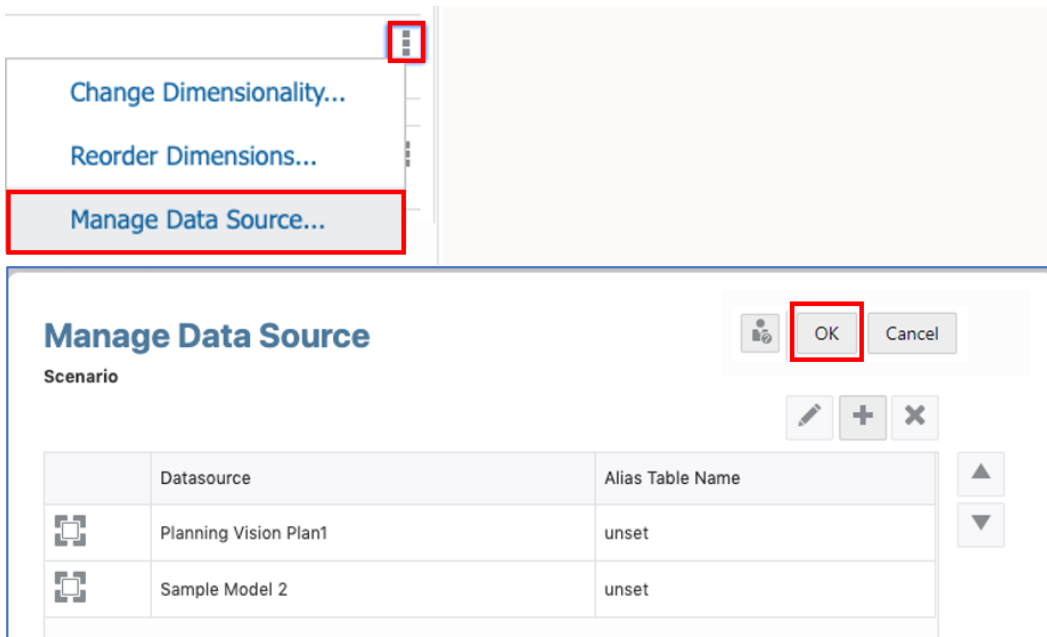 Change Dimensionality...
Reorder Dimensions...
Manage Data Source...
Manage Data Source
OK
Cancel
Scenario
Datasource
Alias Table Name
Planning Vision Plan1
unset
Sample Model 2
unset